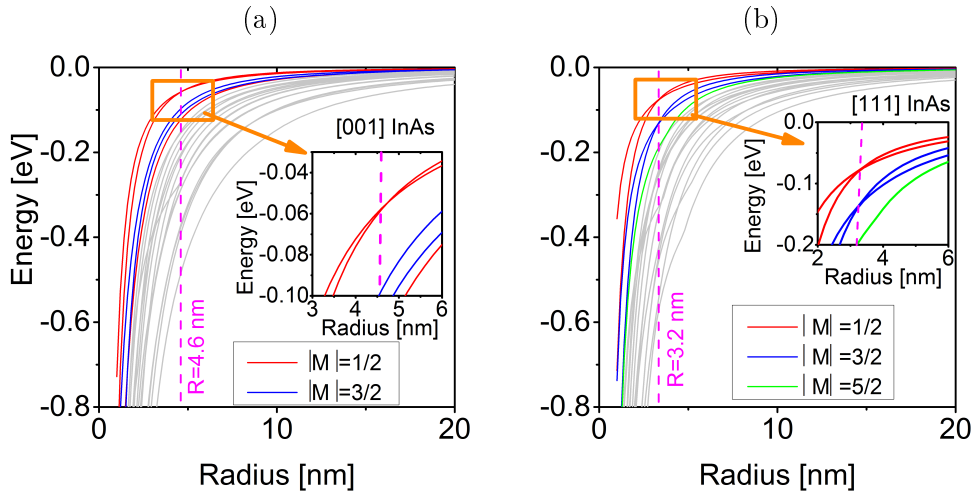 (a)
0.0
-0.2
-0.4
-0.6
-0.8
Energy [eV]
0
10
20
Radius [nm]
[001] InAs
-0.04
-0.06
-0.08
-0.10
Energy [eV]
3
4
5
6
Radius [nm]
R=4.6 nm
|M|=1/2
|M|=3/2
(b)
0.0
-0.2
-0.4
-0.6
-0.8
Energy [eV]
0
10
20
Radius [nm]
[111] InAs
0.0
-0.1
-0.2
Energy [eV]
2
4
6
Radius [nm]
R=3.2 nm
|M|=1/2
|M|=3/2
|M|=5/2